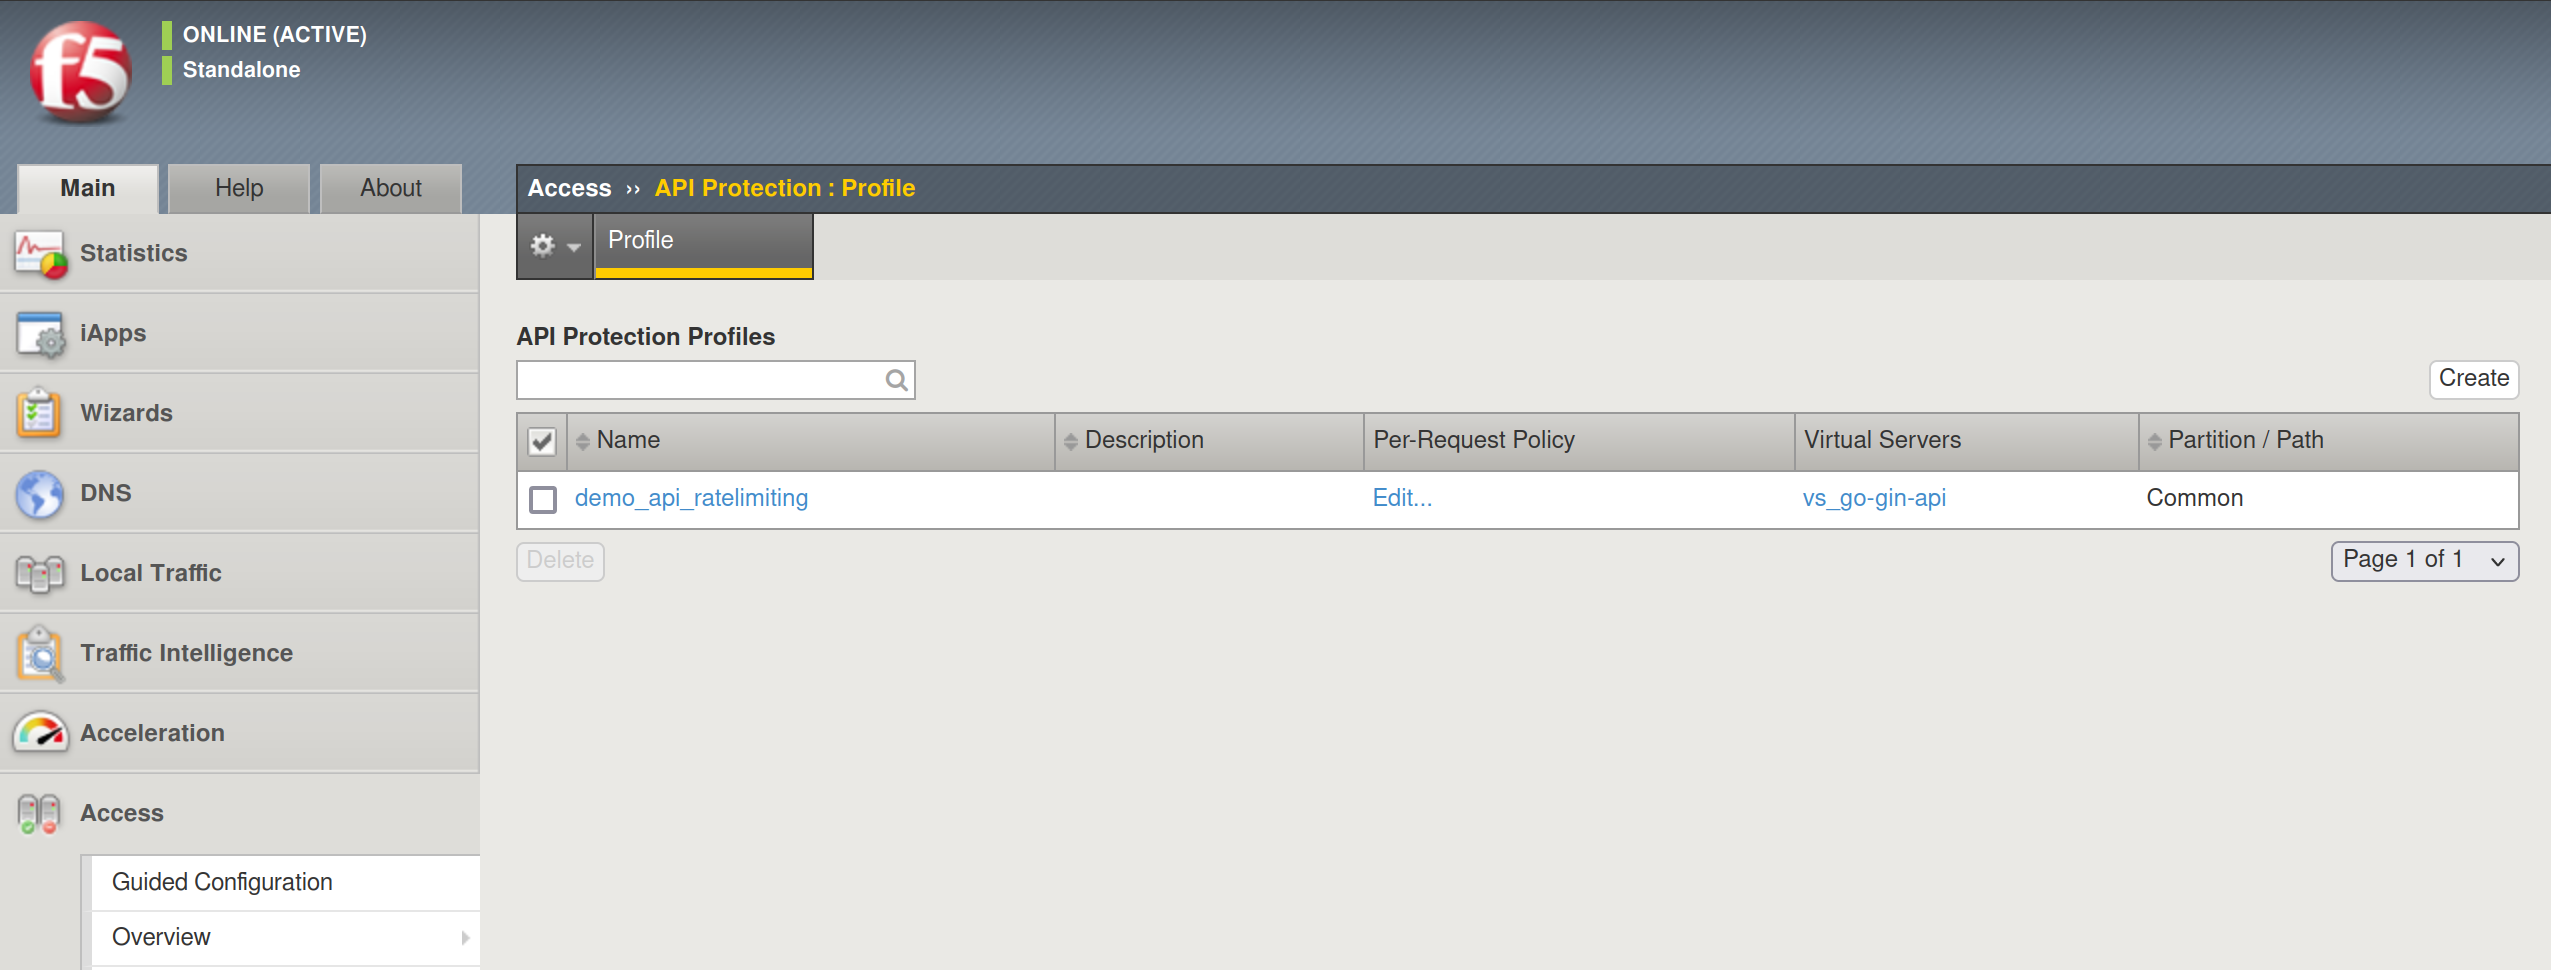 f5
ONLINE (ACTIVE)
Standalone
Main Help About
Access ›› API Protection : Profile
Profile
Statistics
iApps
Wizards
DNS
Local Traffic
Traffic Intelligence
Acceleration
Access
Guided Configuration
Overview
API Protection Profiles
Create
Name Description Per-Request Policy Virtual Servers Partition / Path
demo_api_ratelimiting Edit... vs_go-gin-api Common
Delete Page 1 of 1